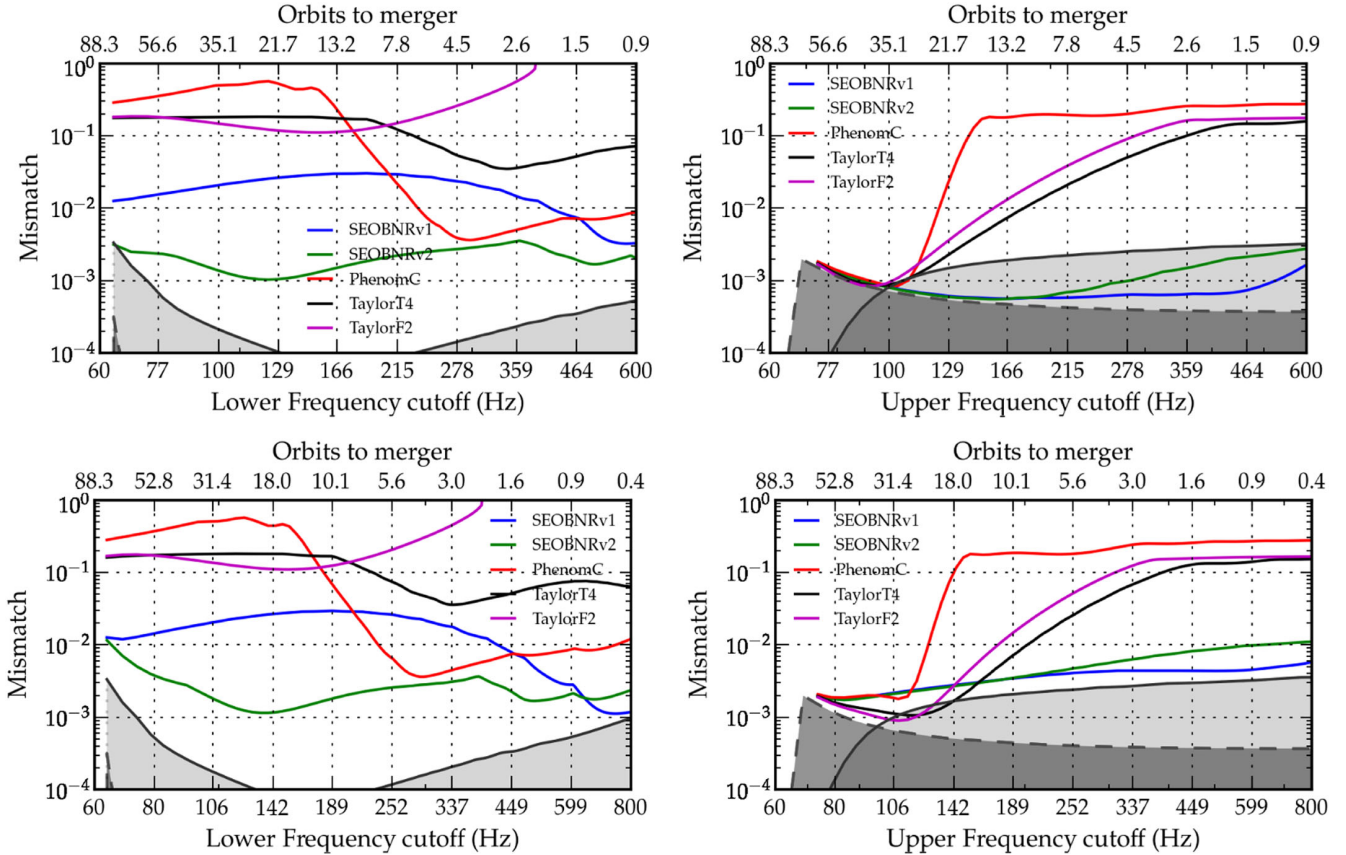 Orbits to merger
88.3 56.6 35.1 21.7 13.2 7.8 4.5 2.6 1.5 0.9
10^0
10^-1
10^-2
10^-3
10^-4
Mismatch
SEOBNRv1
SEOBNRv2
PhenomC
TaylorT4
TaylorF2
60 77 100 129 166 215 278 359 464 600
Lower Frequency cutoff (Hz)
Orbits to merger
88.3 56.6 35.1 21.7 13.2 7.8 4.5 2.6 1.5 0.9
10^0
10^-1
10^-2
10^-3
10^-4
Mismatch
SEOBNRv1
SEOBNRv2
PhenomC
TaylorT4
TaylorF2
60 77 100 129 166 215 278 359 464 600
Upper Frequency cutoff (Hz)
Orbits to merger
88.3 52.8 31.4 18.0 10.1 5.6 3.0 1.6 0.9 0.4
10^0
10^-1
10^-2
10^-3
10^-4
Mismatch
SEOBNRv1
SEOBNRv2
PhenomC
TaylorT4
TaylorF2
60 80 106 142 189 252 337 449 599 800
Lower Frequency cutoff (Hz)
Orbits to merger
88.3 52.8 31.4 18.0 10.1 5.6 3.0 1.6 0.9 0.4
10^0
10^-1
10^-2
10^-3
10^-4
Mismatch
SEOBNRv1
SEOBNRv2
PhenomC
TaylorT4
TaylorF2
60 80 106 142 189 252 337 449 599 800
Upper Frequency cutoff (Hz)